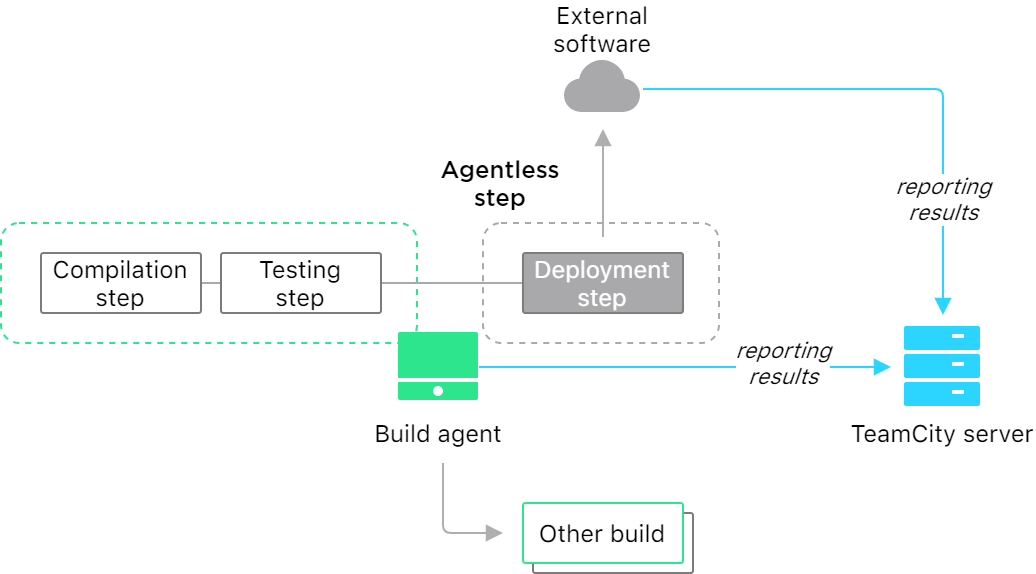 External
software
Agentless
step
reporting
results
Compilation
step
Testing
step
Deployment
step
reporting
results
Build agent
TeamCity server
Other build